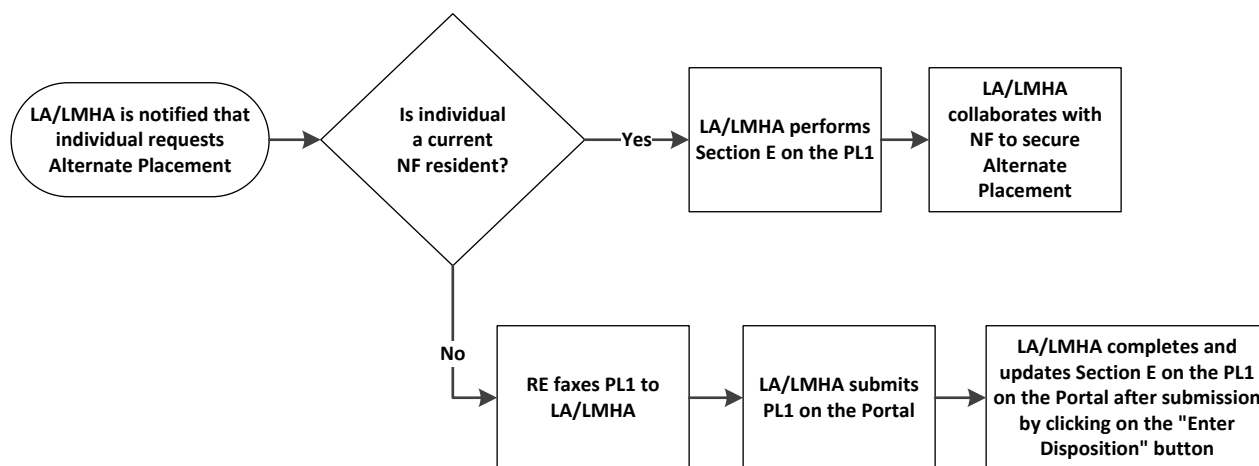 LA/LMHA is notified that
individual requests
Alternate Placement
Is individual
a current
NF resident?
Yes
LA/LMHA performs
Section E on the PL1
LA/LMHA
collaborates with
NF to secure
Alternate
Placement
No
RE faxes PL1 to
LA/LMHA
LA/LMHA submits
PL1 on the Portal
LA/LMHA completes and
updates Section E on the PL1
on the Portal after submission
by clicking on the "Enter
Disposition" button